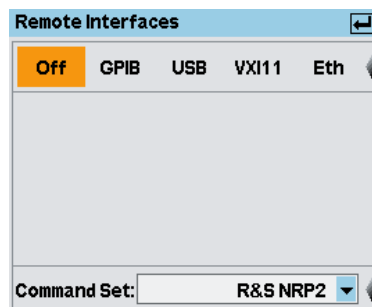 Remote Interfaces
Off GPIB USB VXI11 Eth
Command Set: R&S NRP2